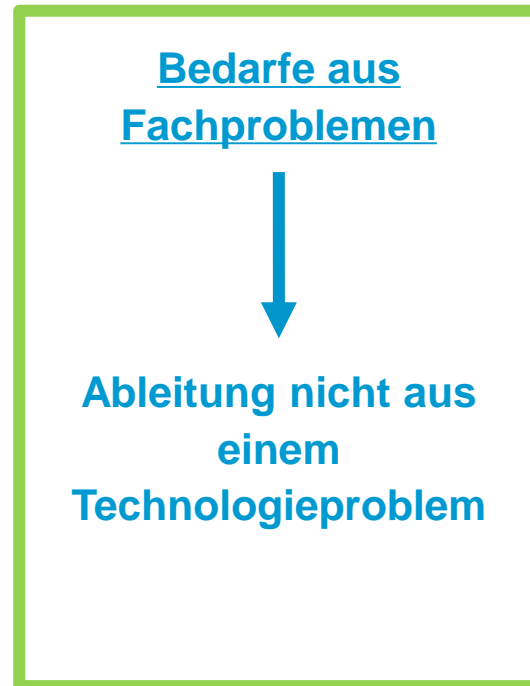 Bedarfe aus
Fachproblemen
Ableitung nicht aus
einem
Technologieproblem